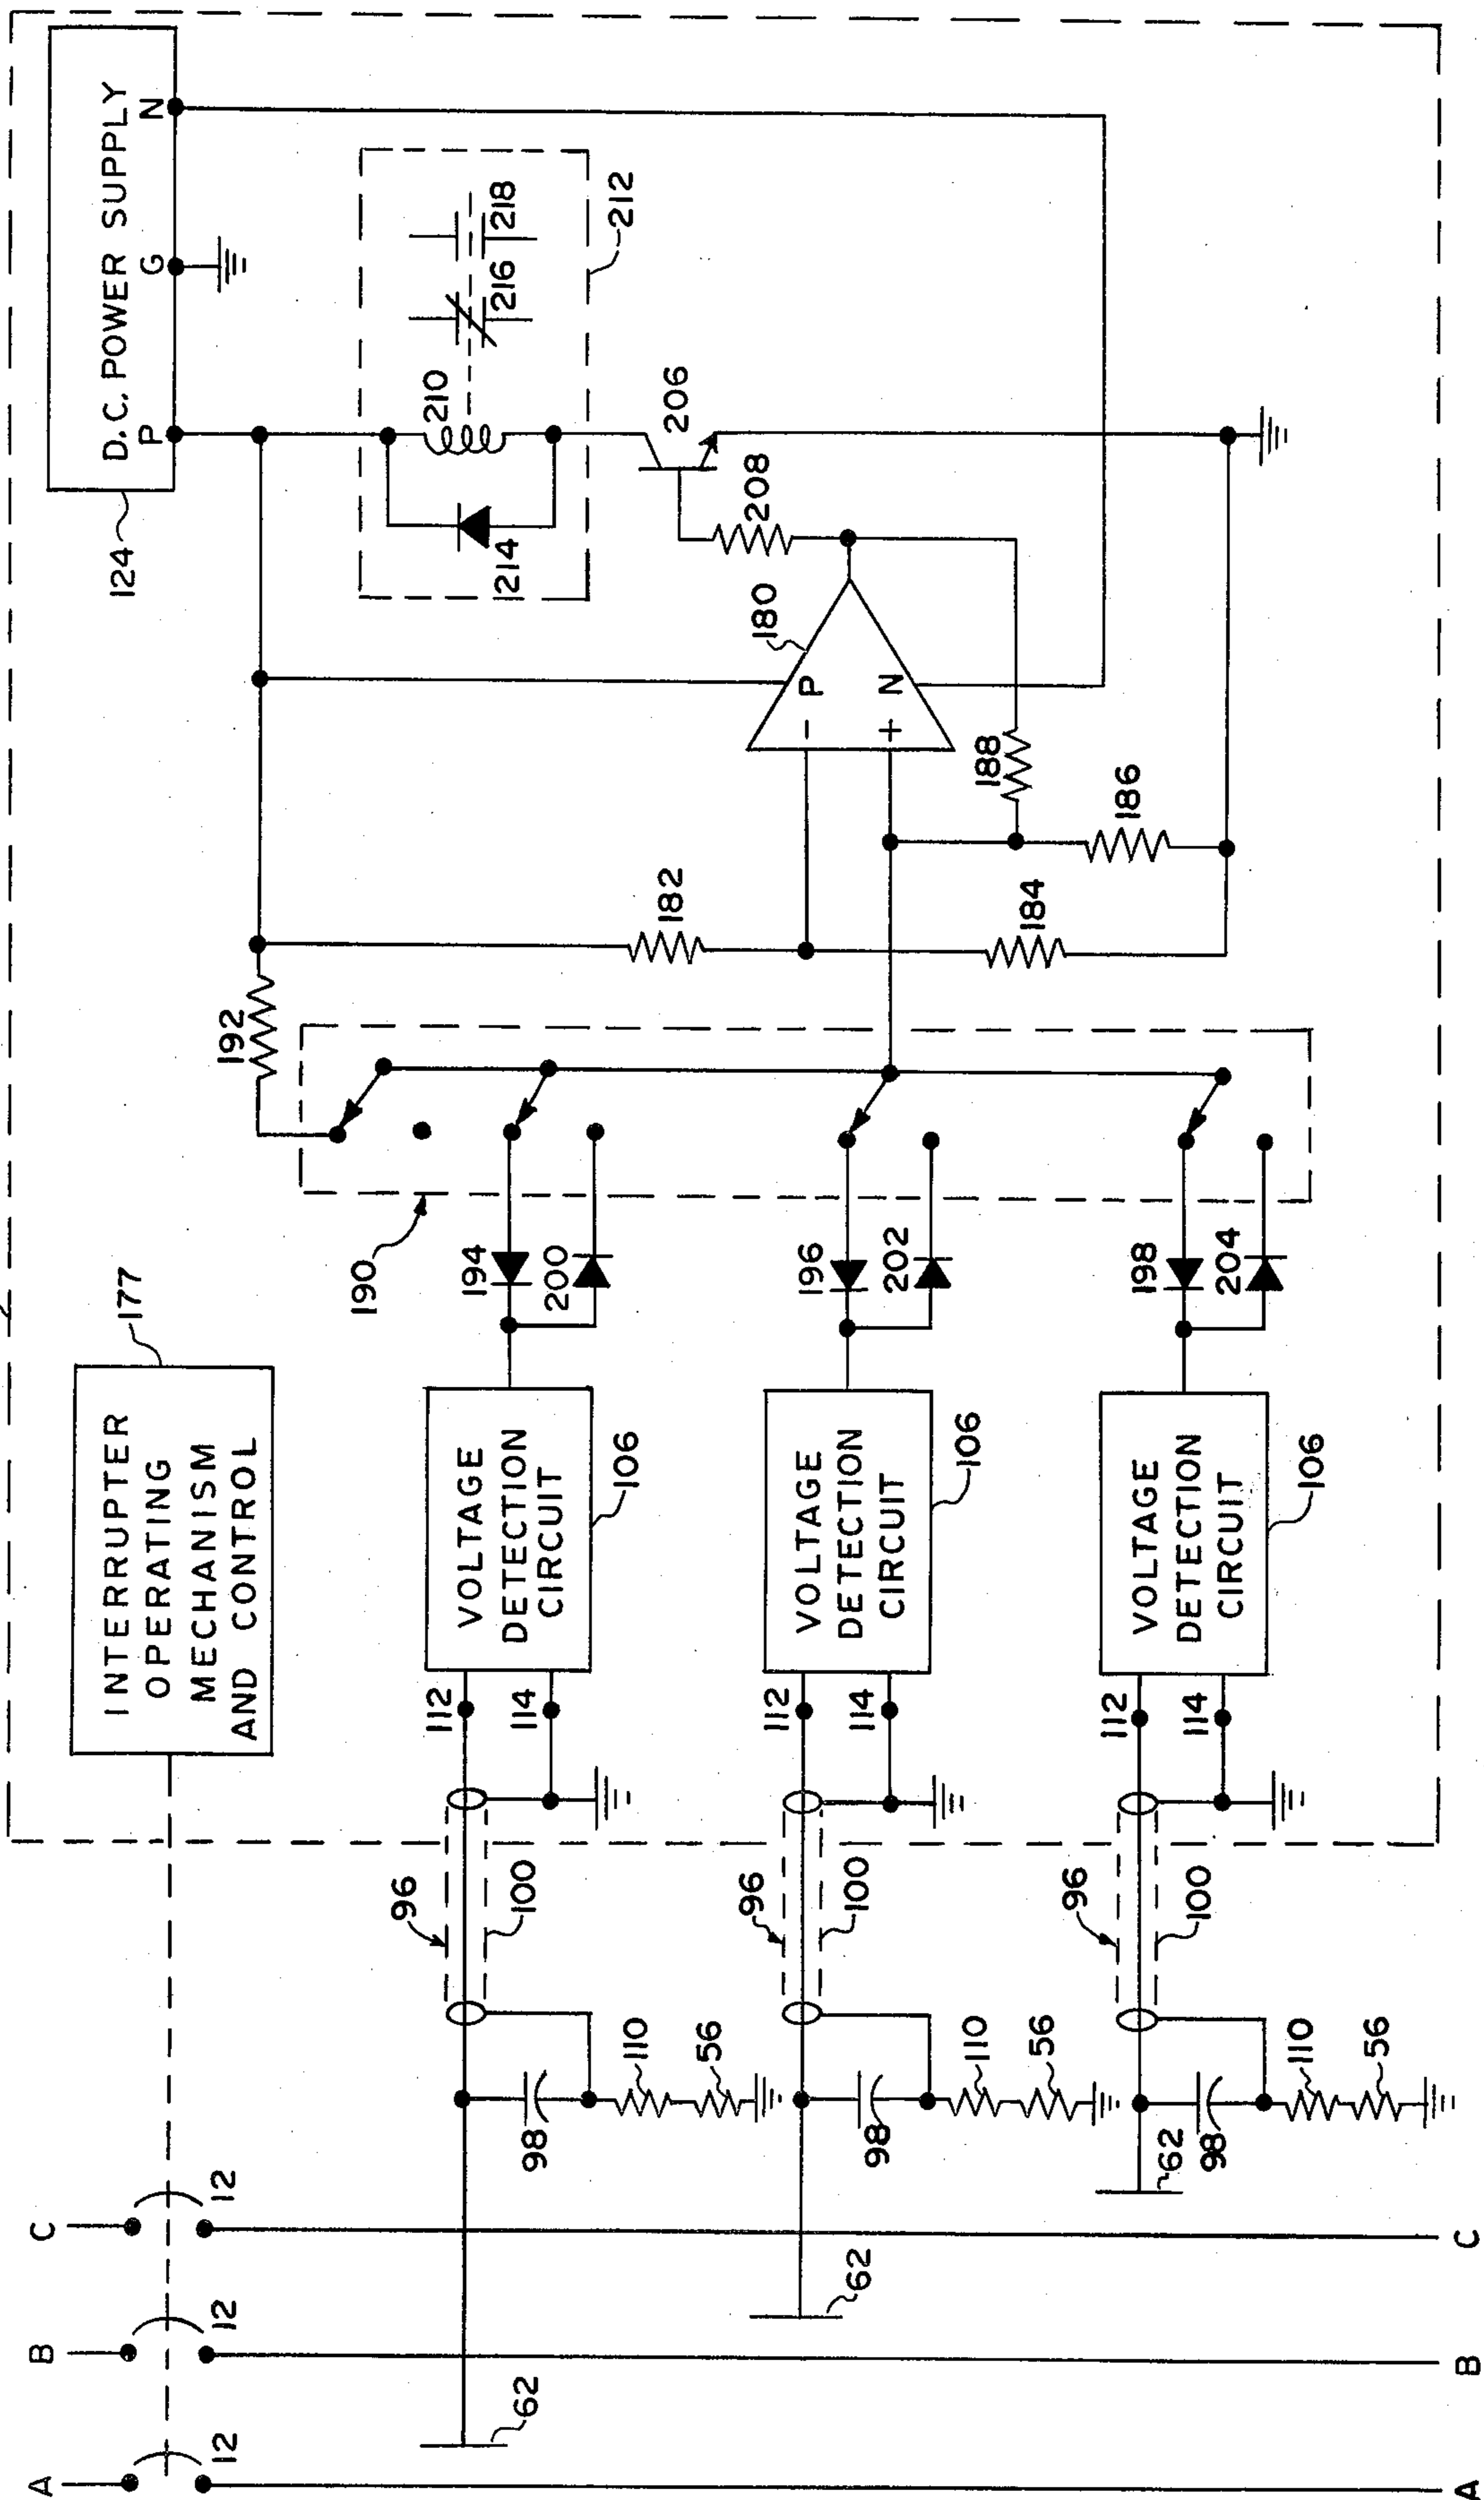 A
B
C
INTERRUPTER
OPERATING
MECHANISM
AND CONTROL
177
124
D.C. POWER SUPPLY
P
G
N
12
12
12
192
190
96
112
VOLTAGE
DETECTION
CIRCUIT
106
114
194
200
100
98
110
56
62
210
214
216
218
212
182
206
208
180
P
N
−
+
96
112
VOLTAGE
DETECTION
CIRCUIT
106
114
196
202
100
98
110
56
62
188
184
186
96
112
VOLTAGE
DETECTION
CIRCUIT
106
114
198
204
100
62
98
110
56
A
B
C